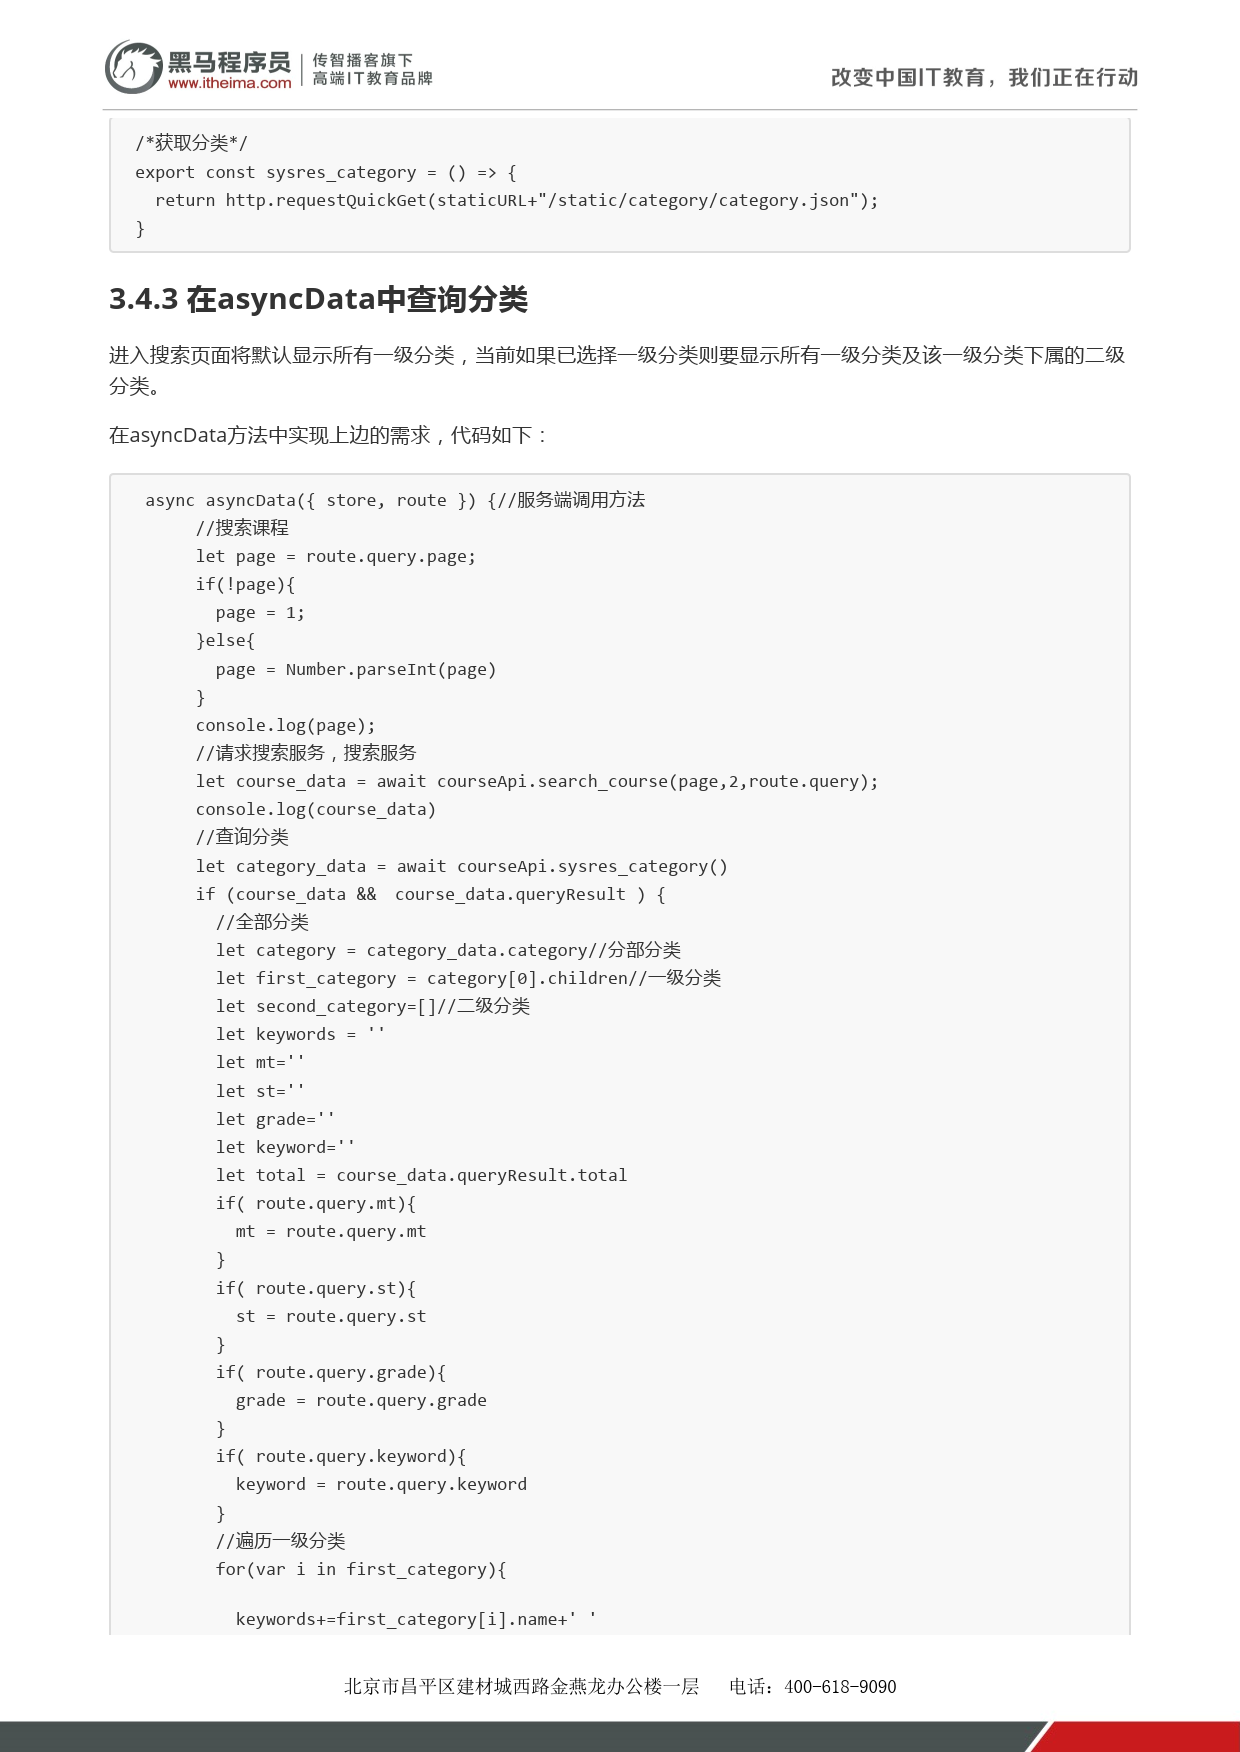 黑马程序员
www.itheima.com
传智播客旗下
高端IT教育品牌
改变中国IT教育，我们正在行动
/*获取分类*/
export const sysres_category = () => {
  return http.requestQuickGet(staticURL+"/static/category/category.json");
}
3.4.3 在asyncData中查询分类
进入搜索页面将默认显示所有一级分类，当前如果已选择一级分类则要显示所有一级分类及该一级分类下属的二级
分类。
在asyncData方法中实现上边的需求，代码如下：
 async asyncData({ store, route }) {//服务端调用方法
      //搜索课程
      let page = route.query.page;
      if(!page){
        page = 1;
      }else{
        page = Number.parseInt(page)
      }
      console.log(page);
      //请求搜索服务，搜索服务
      let course_data = await courseApi.search_course(page,2,route.query);
      console.log(course_data)
      //查询分类
      let category_data = await courseApi.sysres_category()
      if (course_data &&  course_data.queryResult ) {
        //全部分类
        let category = category_data.category//分部分类
        let first_category = category[0].children//一级分类
        let second_category=[]//二级分类
        let keywords = ''
        let mt=''
        let st=''
        let grade=''
        let keyword=''
        let total = course_data.queryResult.total
        if( route.query.mt){
          mt = route.query.mt
        }
        if( route.query.st){
          st = route.query.st
        }
        if( route.query.grade){
          grade = route.query.grade
        }
        if( route.query.keyword){
          keyword = route.query.keyword
        }
        //遍历一级分类
        for(var i in first_category){
          keywords+=first_category[i].name+' '
北京市昌平区建材城西路金燕龙办公楼一层   电话：400-618-9090